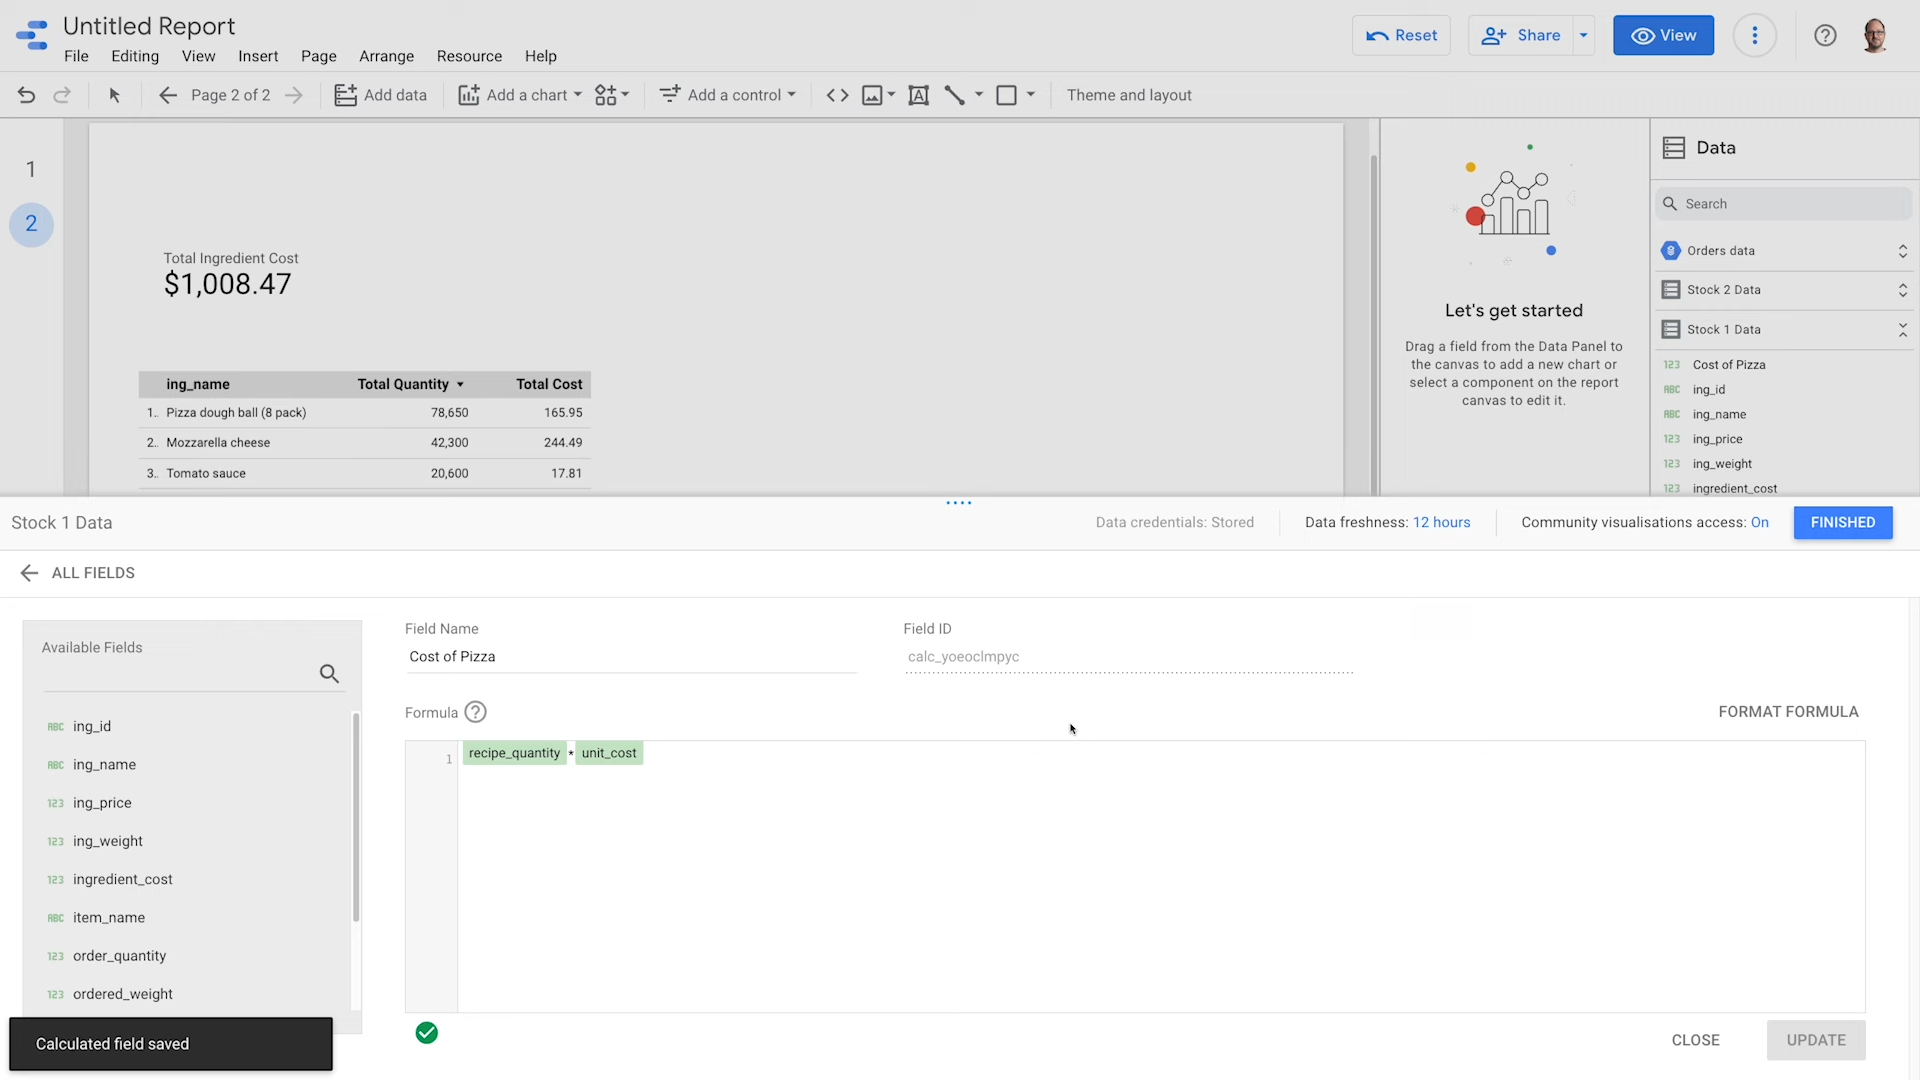 Untitled Report
File Editing View Insert Page Arrange Resource Help
Reset Share View
Page 2 of 2 Add data Add a chart Add a control Theme and layout
1
2
Total Ingredient Cost
$1,008.47
ing_name Total Quantity Total Cost
1. Pizza dough ball (8 pack) 78,650 165.95
2. Mozzarella cheese 42,300 244.49
3. Tomato sauce 20,600 17.81
Let's get started
Drag a field from the Data Panel to
the canvas to add a new chart or
select a component on the report
canvas to edit it.
Data
Search
Orders data
Stock 2 Data
Stock 1 Data
123 Cost of Pizza
ABC ing_id
ABC ing_name
123 ing_price
123 ing_weight
123 ingredient_cost
Stock 1 Data
Data credentials: Stored Data freshness: 12 hours Community visualisations access: On FINISHED
ALL FIELDS
Available Fields
ABC ing_id
ABC ing_name
123 ing_price
123 ing_weight
123 ingredient_cost
ABC item_name
123 order_quantity
123 ordered_weight
Field Name
Cost of Pizza
Field ID
calc_yoeoclmpyc
Formula
FORMAT FORMULA
1 recipe_quantity * unit_cost
CLOSE UPDATE
Calculated field saved